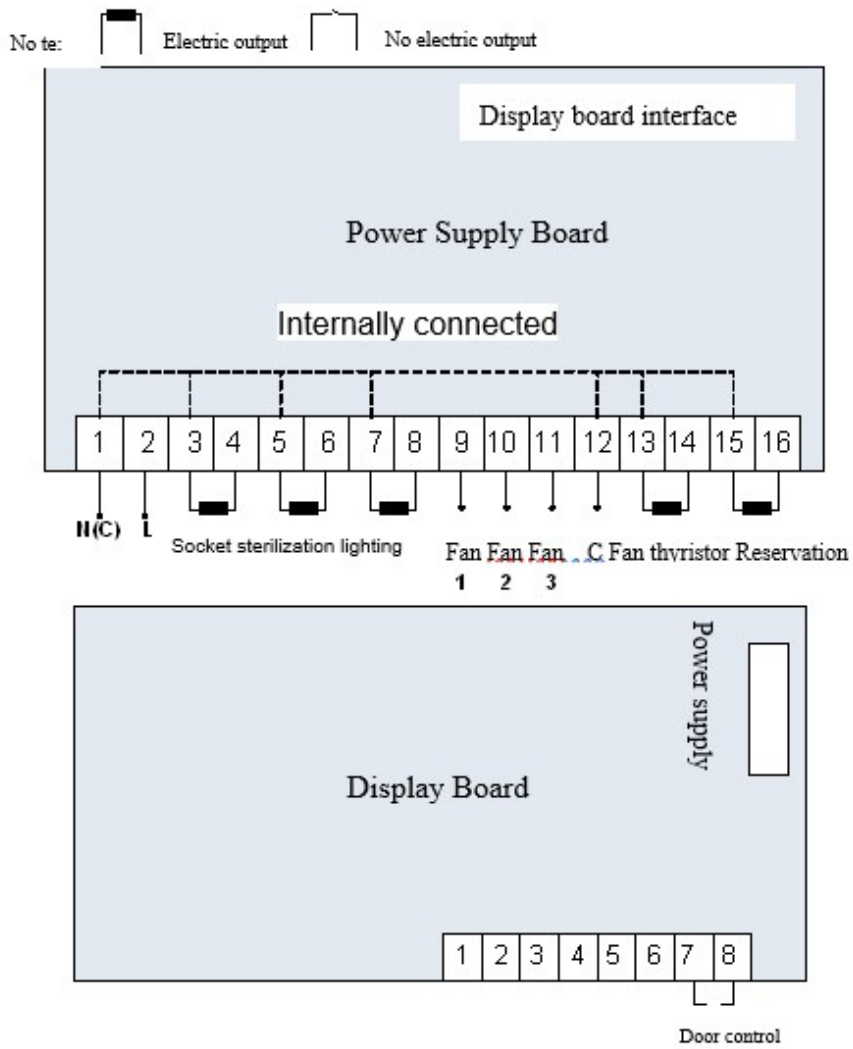 No te: Electric output No electric output
Display board interface
Power Supply Board
Internally connected
1 2 3 4 5 6 7 8 9 10 11 12 13 14 15 16
N(C) L
Socket sterilization lighting
Fan Fan Fan C Fan thyristor Reservation
1 2 3
Power supply
Display Board
1 2 3 4 5 6 7 8
Door control